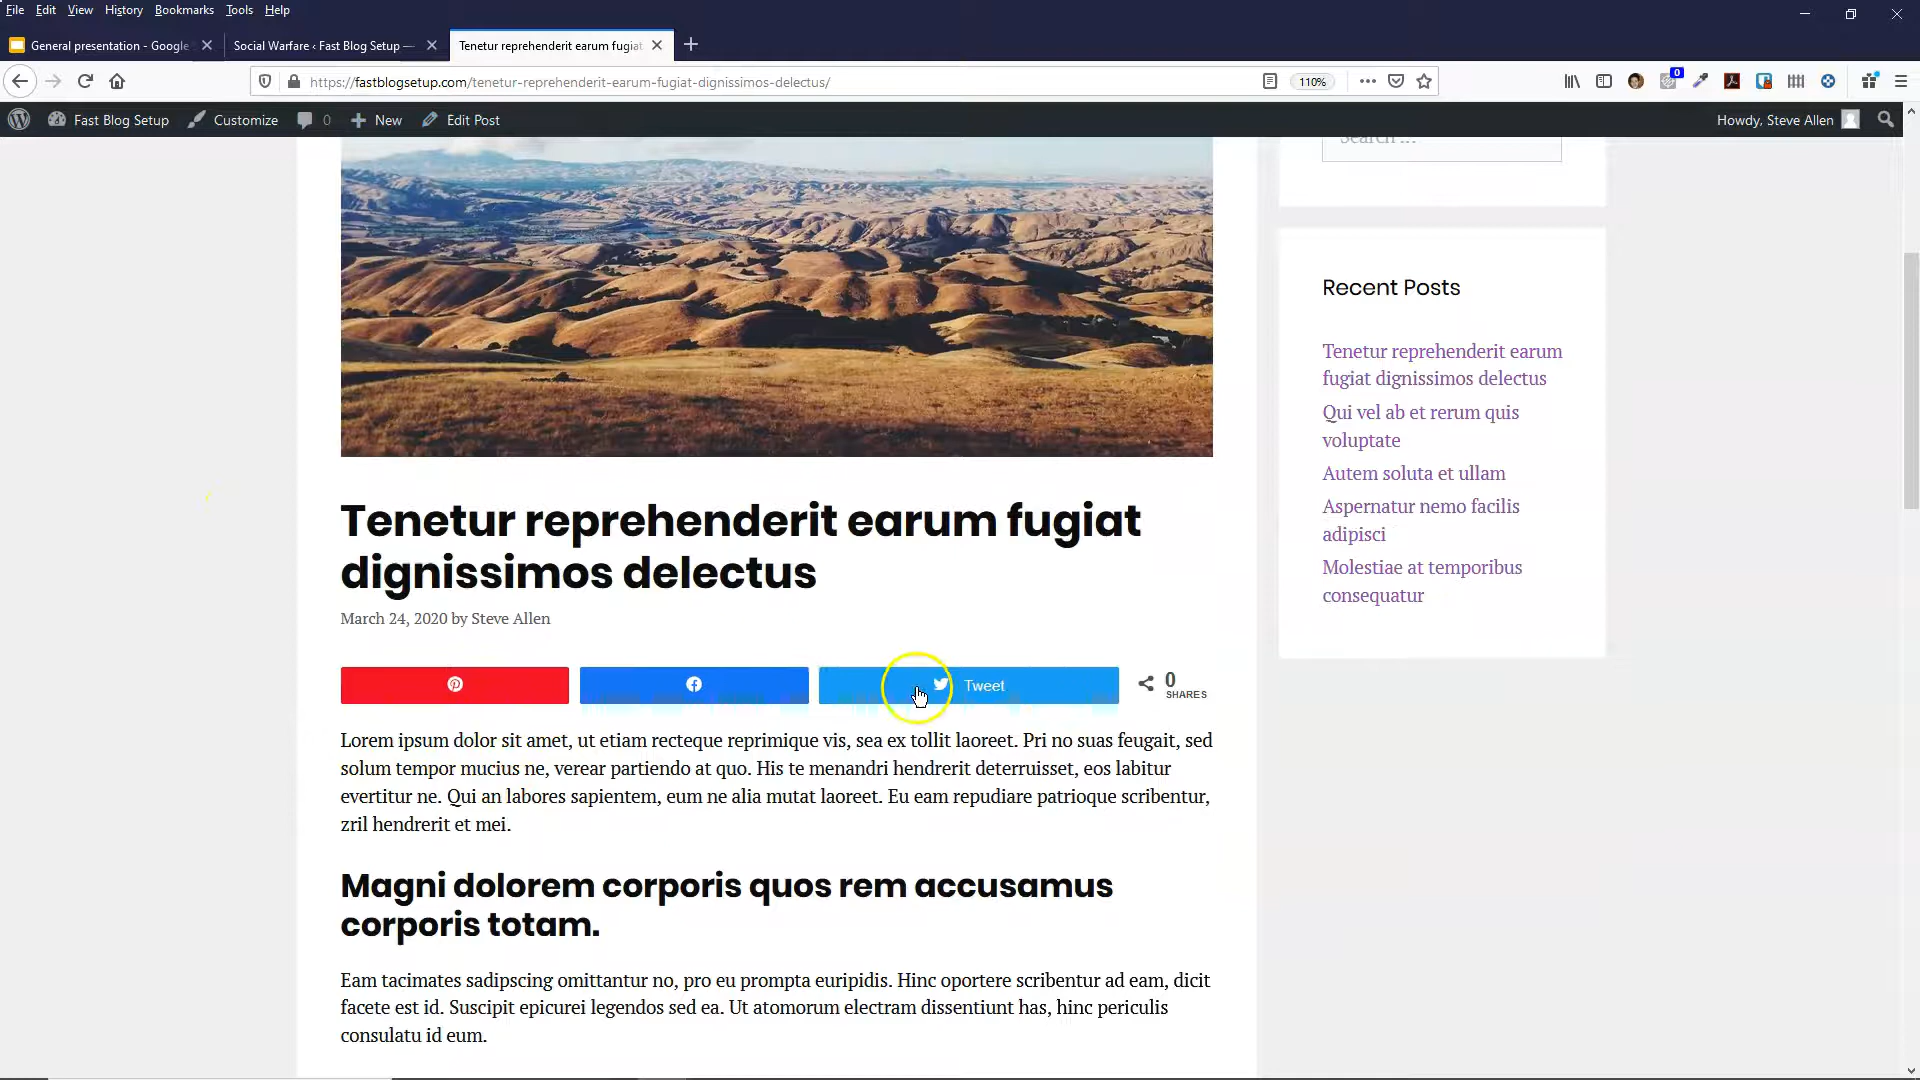 File Edit View History Bookmarks Tools Help
General presentation - Google
Social Warfare ‹ Fast Blog Setup —
Tenetur reprehenderit earum fugiat
https://fastblogsetup.com/tenetur-reprehenderit-earum-fugiat-dignissimos-delectus/
110%
0
Fast Blog Setup
Customize
0
New
Edit Post
Howdy, Steve Allen
Search …
Recent Posts
Tenetur reprehenderit earum
fugiat dignissimos delectus
Qui vel ab et rerum quis
voluptate
Autem soluta et ullam
Aspernatur nemo facilis
adipisci
Molestiae at temporibus
consequatur
Tenetur reprehenderit earum fugiat
dignissimos delectus
March 24, 2020 by Steve Allen
Tweet
0
SHARES
Lorem ipsum dolor sit amet, ut etiam recteque reprimique vis, sea ex tollit laoreet. Pri no suas feugait, sed
solum tempor mucius ne, verear partiendo at quo. His te menandri hendrerit deterruisset, eos labitur
evertitur ne. Qui an labores sapientem, eum ne alia mutat laoreet. Eu eam repudiare patrioque scribentur,
zril hendrerit et mei.
Magni dolorem corporis quos rem accusamus
corporis totam.
Eam tacimates sadipscing omittantur no, pro eu prompta euripidis. Hinc oportere scribentur ad eam, dicit
facete est id. Suscipit epicurei legendos sed ea. Ut atomorum electram dissentiunt has, hinc periculis
consulatu id eum.